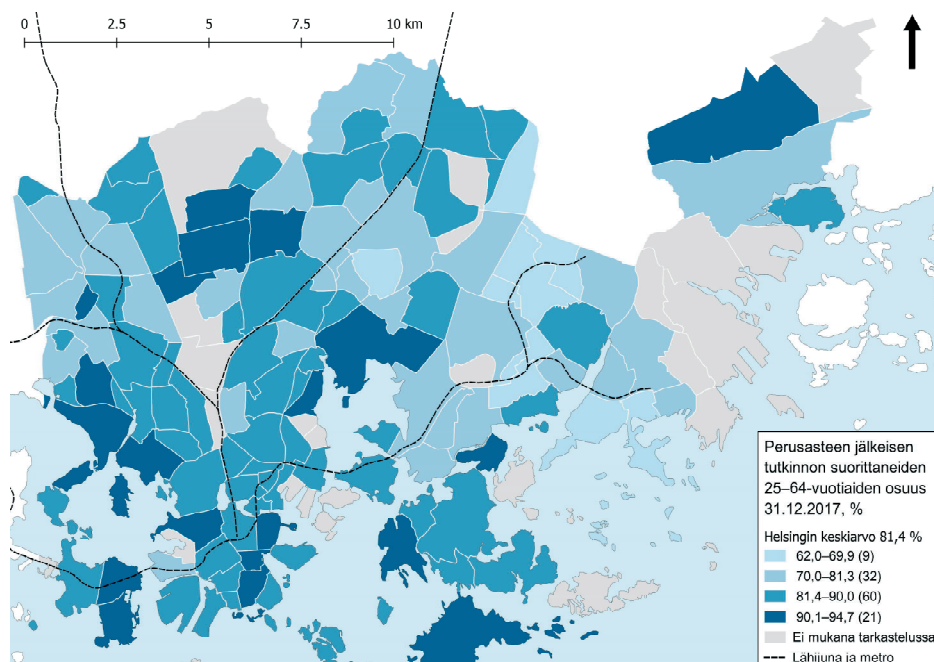 0 2.5 5 7.5 10 km
Perusasteen jälkeisen
tutkinnon suorittaneiden
25–64-vuotiaiden osuus
31.12.2017, %
Helsingin keskiarvo 81,4 %
62,0–69,9 (9)
70,0–81,3 (32)
81,4–90,0 (60)
90,1–94,7 (21)
Ei mukana tarkastelussa
Lähijuna ja metro